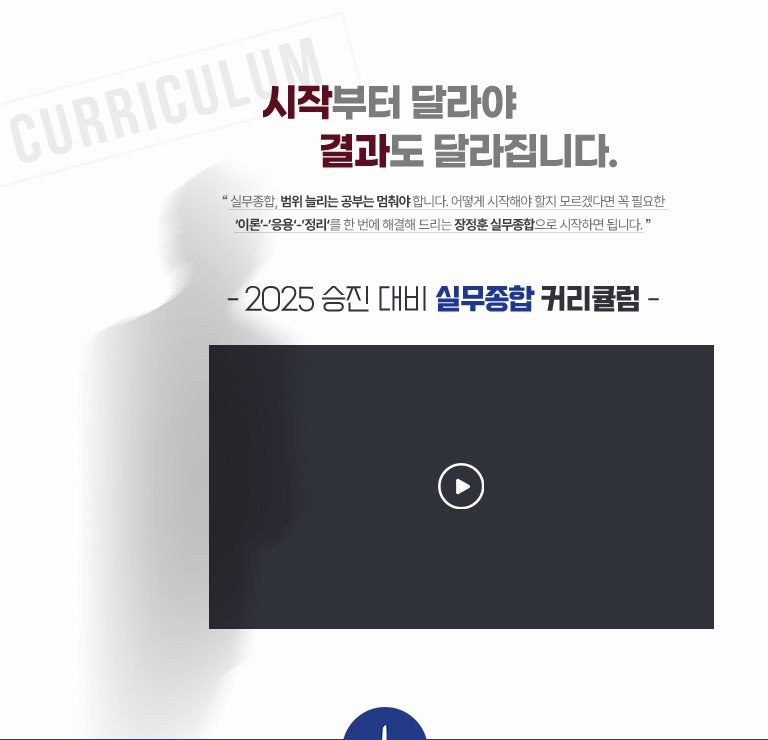 CURRICULUM
시작부터 달라야
결과도 달라집니다.
“ 실무종합, 범위 늘리는 공부는 멈춰야 합니다. 어떻게 시작해야 할지 모르겠다면 꼭 필요한
‘이론’-’응용’-’정리‘를 한 번에 해결해 드리는 장정훈 실무종합으로 시작하면 됩니다. ”
- 2025 승진 대비 실무종합 커리큘럼 -